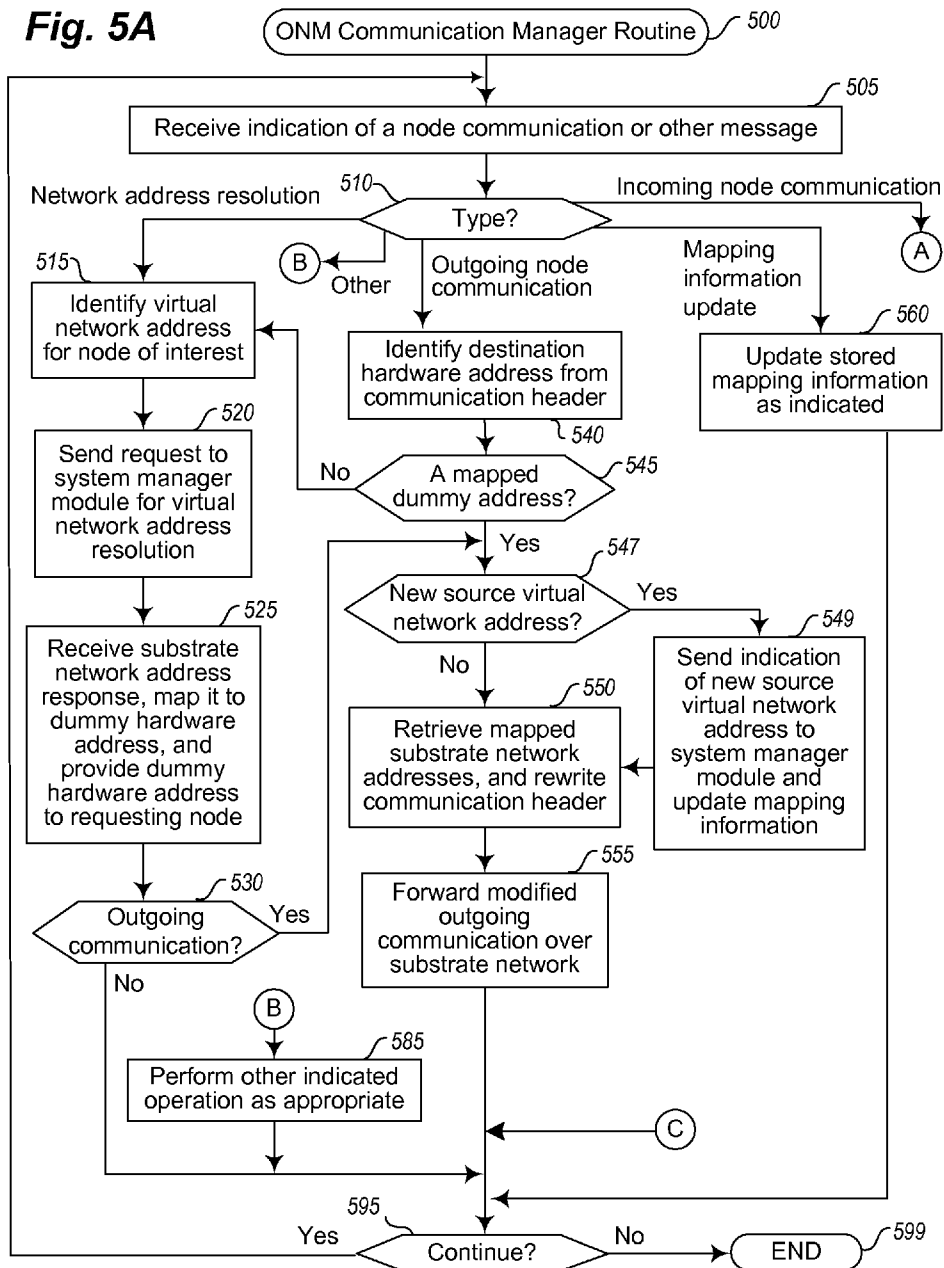 Fig. 5A
ONM Communication Manager Routine
500
505
Receive indication of a node communication or other message
Network address resolution
510
Type?
Incoming node communication
A
B
Other
Outgoing node
communication
Mapping
information
update
515
Identify virtual
network address
for node of interest
Identify destination
hardware address from
communication header
540
560
Update stored
mapping information
as indicated
520
Send request to
system manager
module for virtual
network address
resolution
No
A mapped
dummy address?
545
Yes
547
New source virtual
network address?
Yes
No
525
Receive substrate
network address
response, map it to
dummy hardware
address, and
provide dummy
hardware address
to requesting node
549
Send indication
of new source
virtual network
address to
system manager
module and
update mapping
information
550
Retrieve mapped
substrate network
addresses, and rewrite
communication header
530
Outgoing
communication?
Yes
No
555
Forward modified
outgoing
communication over
substrate network
B
585
Perform other indicated
operation as appropriate
C
595
Yes
Continue?
No
END
599